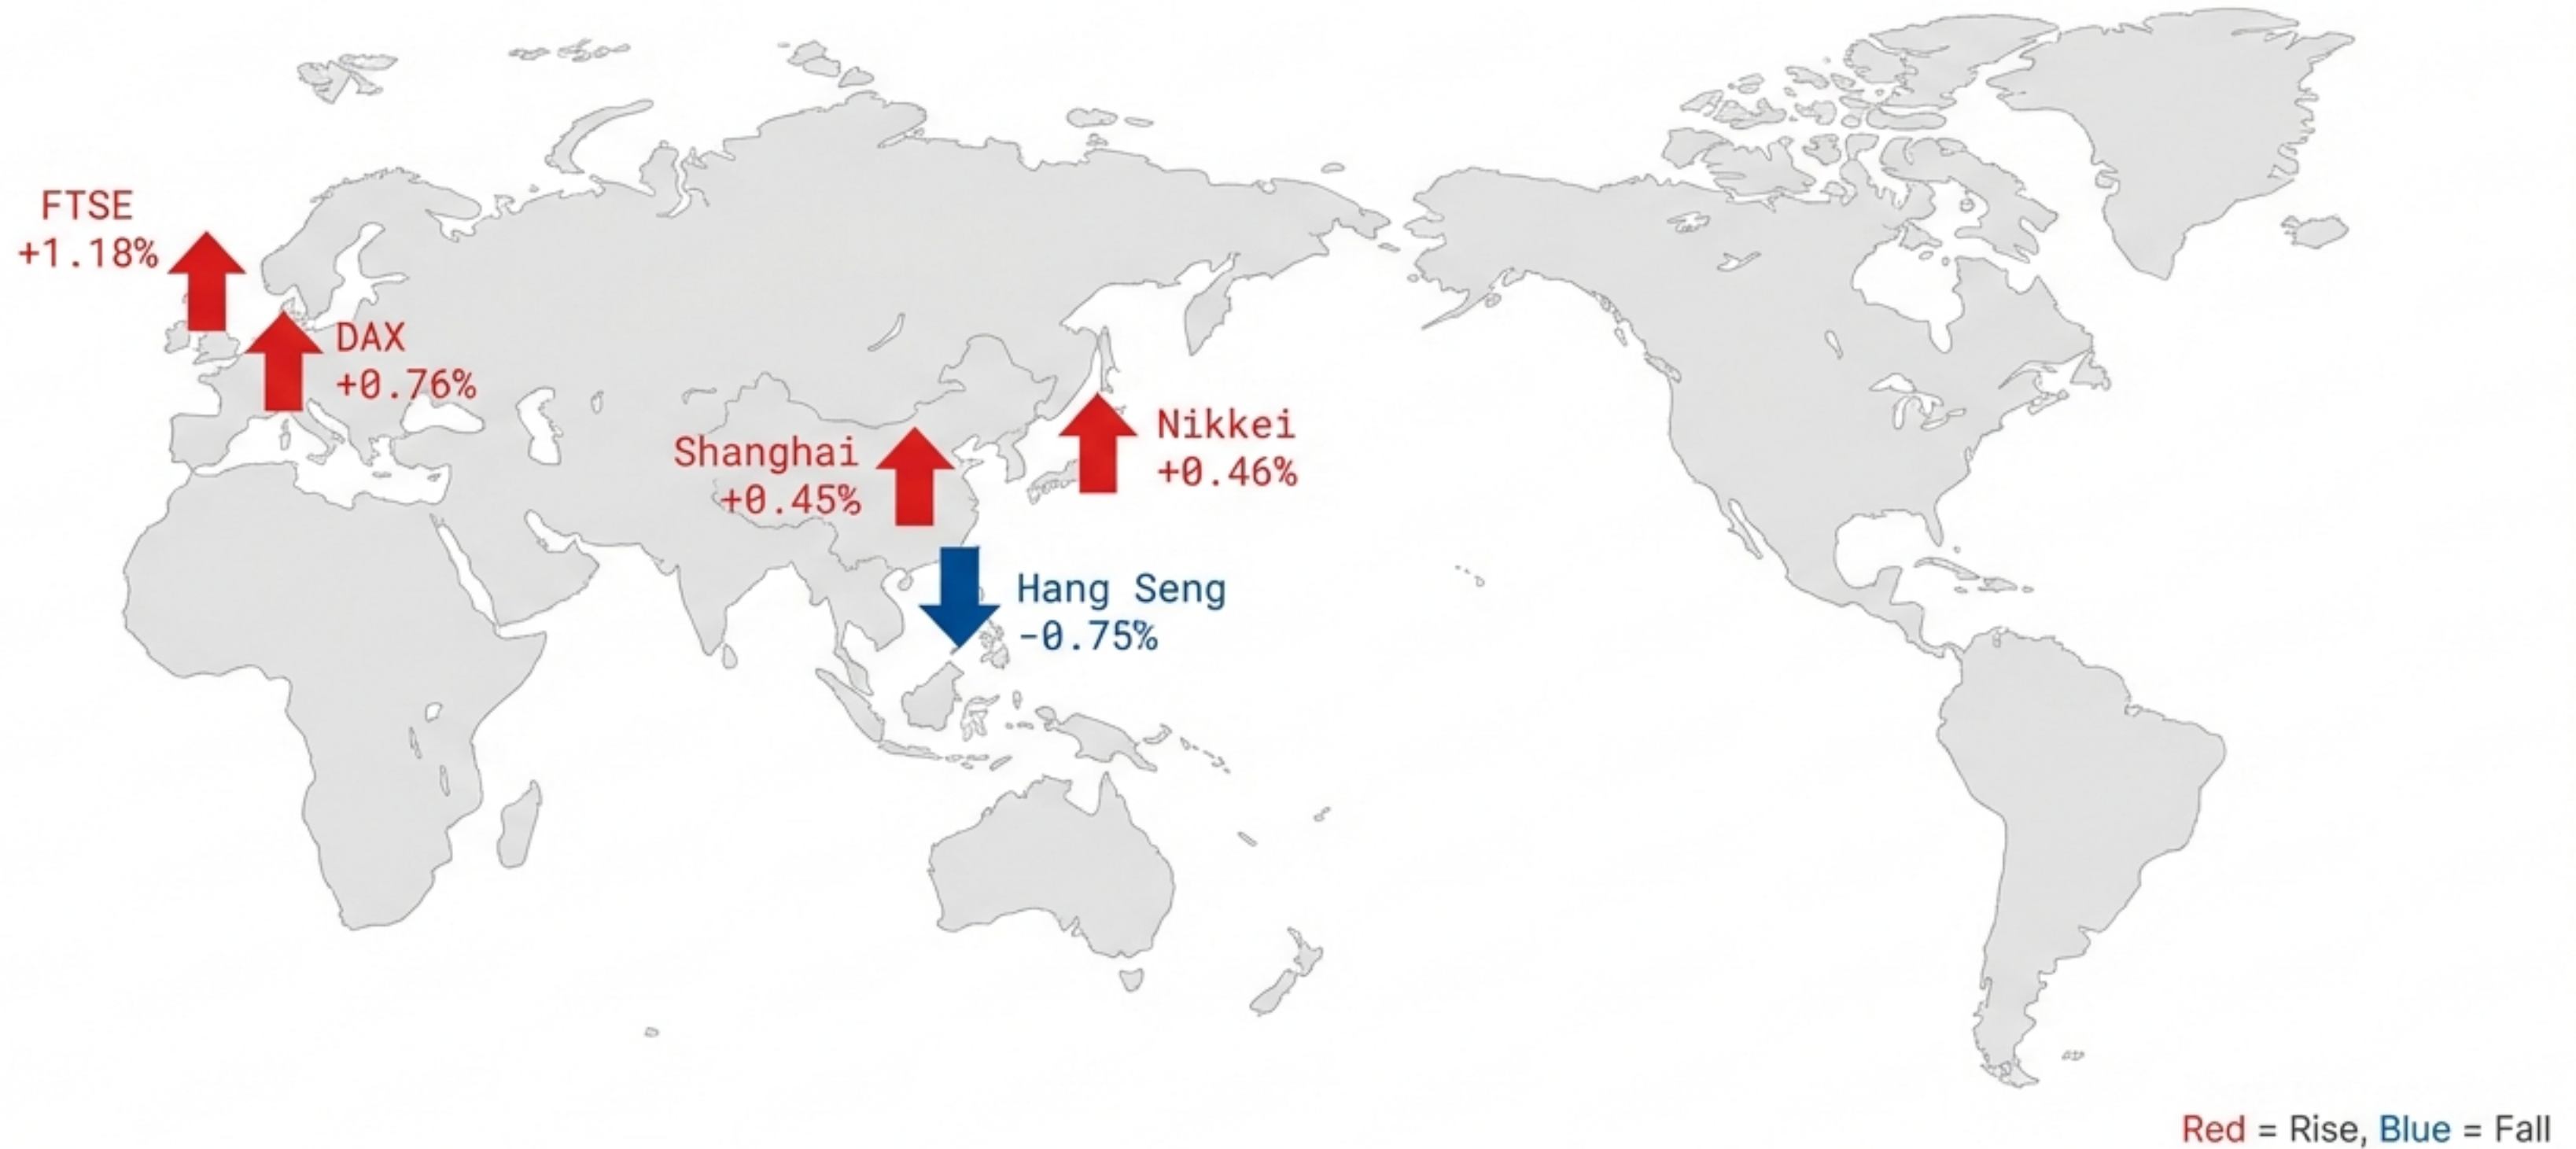 FTSE
+1.18%
DAX
+0.76%
Shanghai
+0.45%
Nikkei
+0.46%
Hang Seng
-0.75%
Red = Rise, Blue = Fall